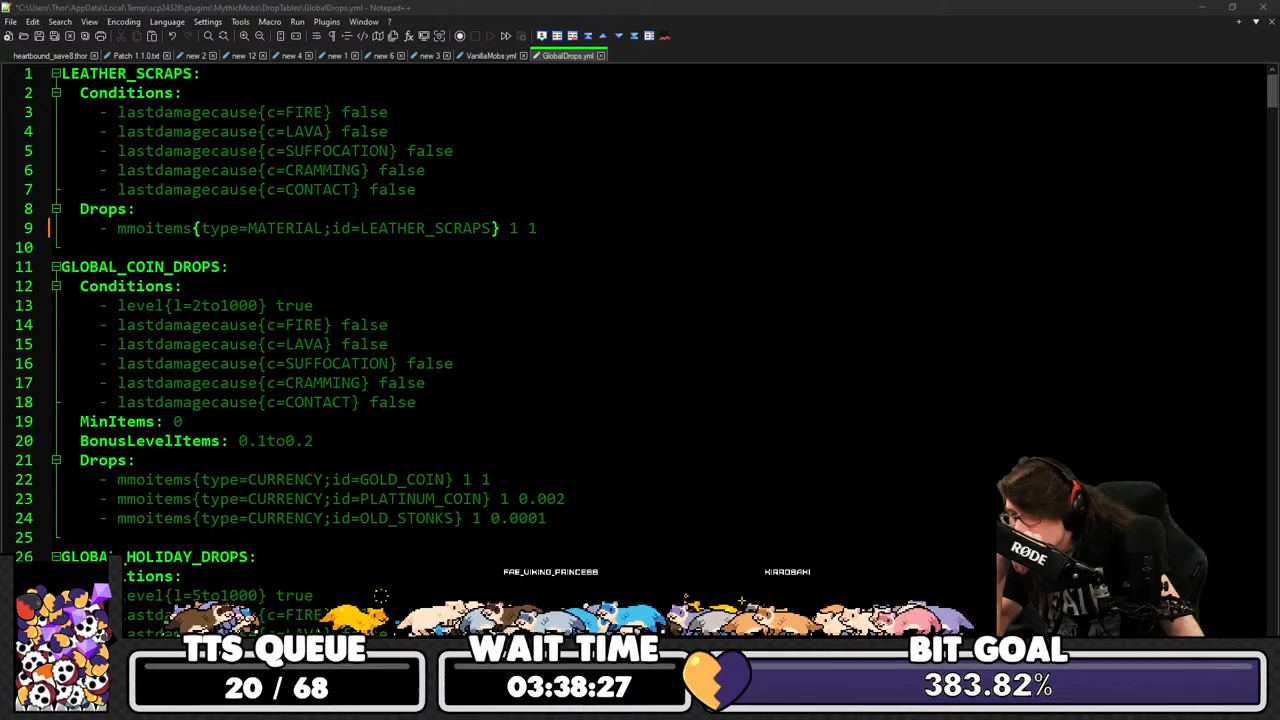 *C:\Users\Thor\AppData\Local\Temp\scp24328\plugins\MythicMobs\DropTables\GlobalDrops.yml - Notepad++
File Edit Search View Encoding Language Settings Tools Macro Run Plugins Window ?
heartbound_save8.thor Patch 1.1.0.txt new 2 new 12 new 4 new 1 new 6 new 3 VanillaMobs.yml GlobalDrops.yml
1 LEATHER_SCRAPS:
2 Conditions:
3 - lastdamagecause{c=FIRE} false
4 - lastdamagecause{c=LAVA} false
5 - lastdamagecause{c=SUFFOCATION} false
6 - lastdamagecause{c=CRAMMING} false
7 - lastdamagecause{c=CONTACT} false
8 Drops:
9 - mmoitems{type=MATERIAL;id=LEATHER_SCRAPS} 1 1
10
11 GLOBAL_COIN_DROPS:
12 Conditions:
13 - level{l=2to1000} true
14 - lastdamagecause{c=FIRE} false
15 - lastdamagecause{c=LAVA} false
16 - lastdamagecause{c=SUFFOCATION} false
17 - lastdamagecause{c=CRAMMING} false
18 - lastdamagecause{c=CONTACT} false
19 MinItems: 0
20 BonusLevelItems: 0.1to0.2
21 Drops:
22 - mmoitems{type=CURRENCY;id=GOLD_COIN} 1 1
23 - mmoitems{type=CURRENCY;id=PLATINUM_COIN} 1 0.002
24 - mmoitems{type=CURRENCY;id=OLD_STONKS} 1 0.0001
25
26 GLOBAL_HOLIDAY_DROPS:
tions:
level{l=5to1000} true
RØDE
FAE_VIKING_PRINCESS KIRROSAKI
TTS QUEUE
20 / 68
WAIT TIME
03:38:27
BIT GOAL
383.82%